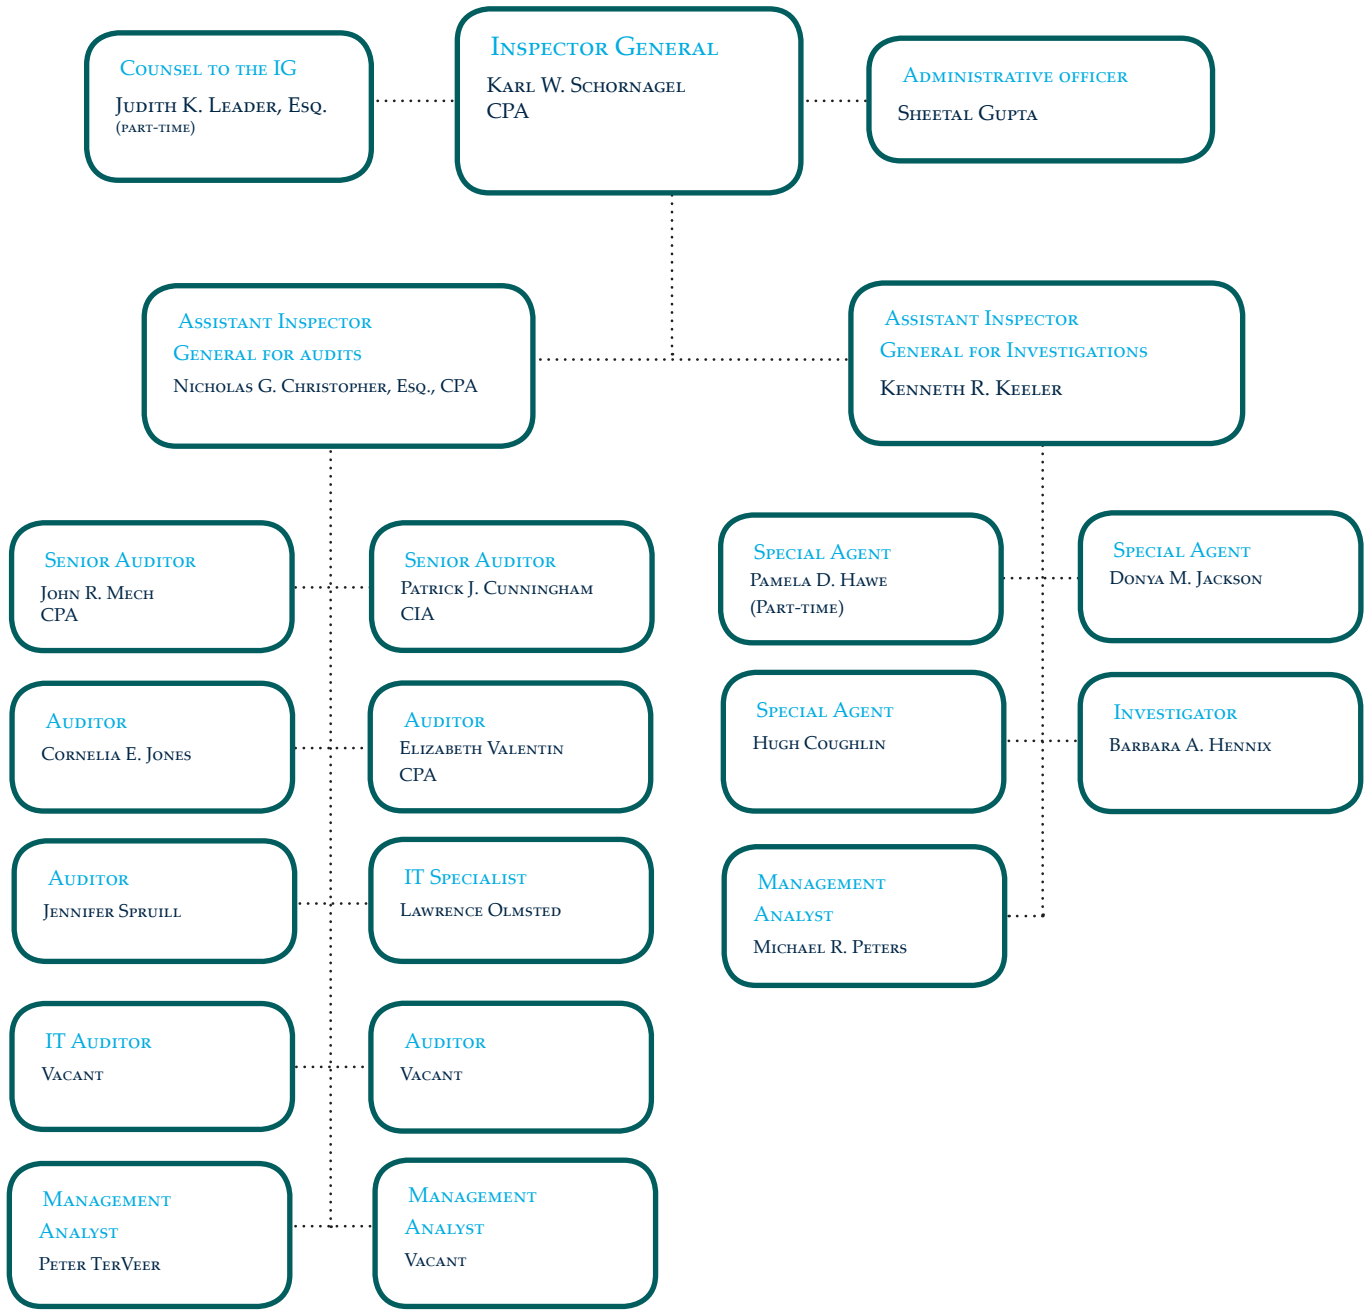 Counsel to the IG
Judith K. Leader, Esq.
(part-time)
Inspector General
Karl W. Schornagel
CPA
Administrative officer
Sheetal Gupta
Assistant Inspector
General for audits
Nicholas G. Christopher, Esq., CPA
Assistant Inspector
General for Investigations
Kenneth R. Keeler
Senior Auditor
John R. Mech
CPA
Senior Auditor
Patrick J. Cunningham
CIA
Special Agent
Pamela D. Hawe
(Part-time)
Special Agent
Donya M. Jackson
Auditor
Cornelia E. Jones
Auditor
Elizabeth Valentin
CPA
Special Agent
Hugh Coughlin
Investigator
Barbara A. Hennix
Auditor
Jennifer Spruill
IT Specialist
Lawrence Olmsted
Management
Analyst
Michael R. Peters
IT Auditor
Vacant
Auditor
Vacant
Management
Analyst
Peter TerVeer
Management
Analyst
Vacant